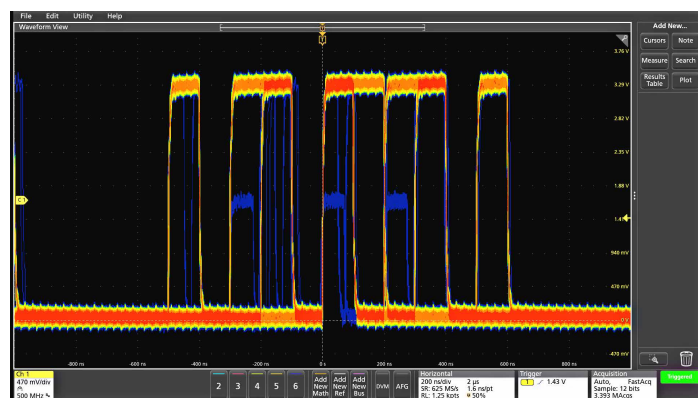 File Edit Utility Help
Waveform View
Add New...
Cursors Note
Measure Search
Results Table Plot
3.76 V
3.29 V
2.82 V
2.35 V
1.88 V
1.41
940 mV
470 mV
0 V
470 mV
C1
-800 ns -400 ns -200 ns 0 s 200 ns 400 ns 600 ns 800 ns
Ch 1
470 mV/div
500 MHz
2 3 4 5 6
Add New Math
Add New Ref
Add New Bus
DVM AFG
Horizontal
200 ns/div 2 µs
SR: 625 MS/s 1.6 ns/pt
RL: 1.25 kpts 50%
Trigger
1 1.43 V
Acquisition
Auto, FastAcq
Sample: 12 bits
3.393 MAcqs
Triggered